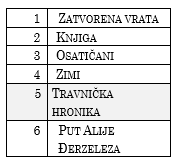 1 ZATVORENA VRATA
2 KNJIGA
3 OSATIČANI
4 ZIMI
5 TRAVNIČKA
HRONIKA
6 PUT ALIJE
ĐERZELEZA